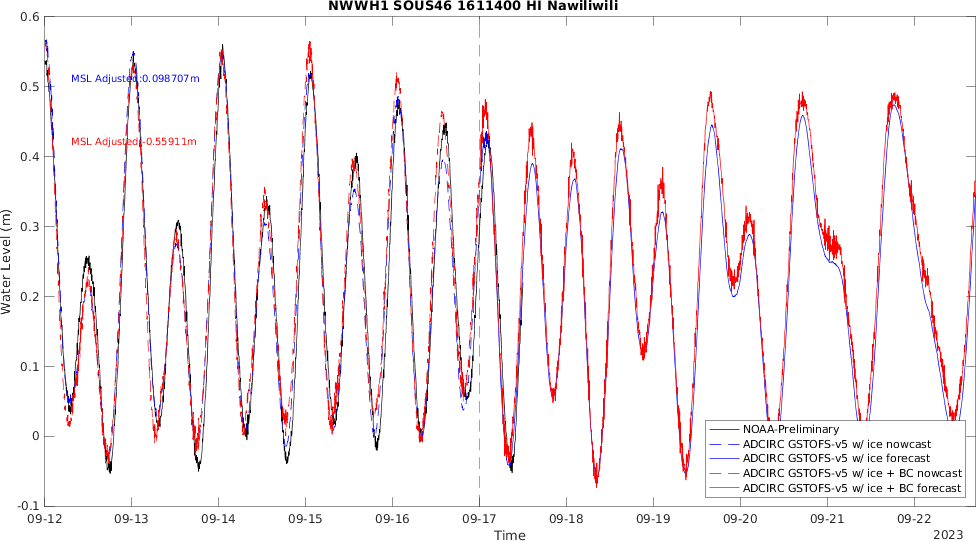 NWWH1 SOUS46 1611400 HI Nawiliwili
0.6
0.5
0.4
0.3
0.2
0.1
0
-0.1
Water Level (m)
MSL Adjusted:0.098707m
MSL Adjusted:-0.55911m
NOAA-Preliminary
ADCIRC GSTOFS-v5 w/ ice nowcast
ADCIRC GSTOFS-v5 w/ ice forecast
ADCIRC GSTOFS-v5 w/ ice + BC nowcast
ADCIRC GSTOFS-v5 w/ ice + BC forecast
09-12 09-13 09-14 09-15 09-16 09-17 09-18 09-19 09-20 09-21 09-22
Time
2023